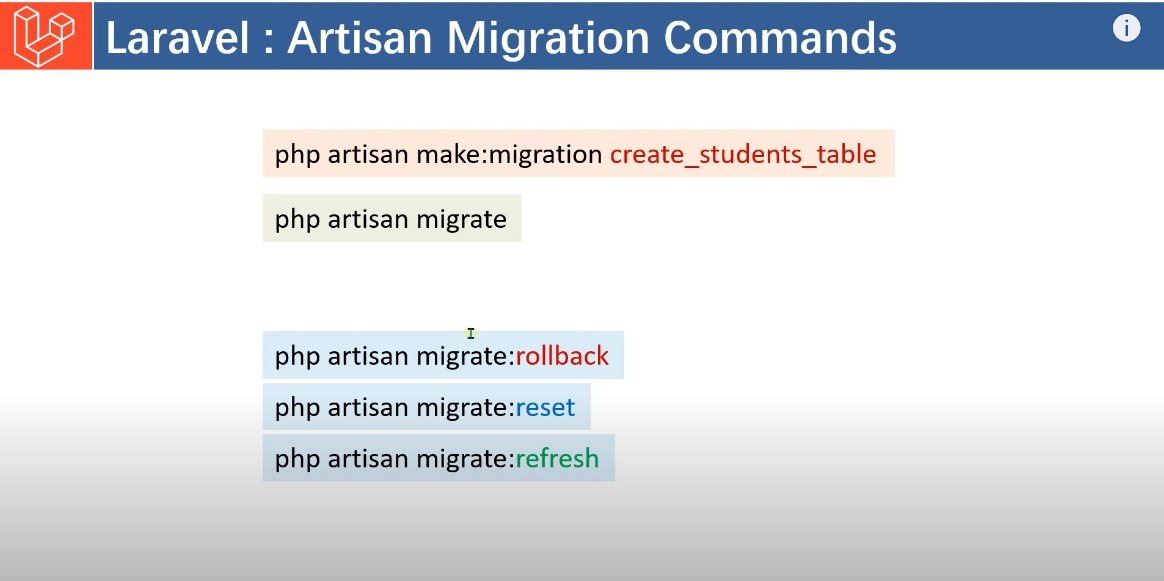 Laravel : Artisan Migration Commands
i
php artisan make:migration create_students_table
php artisan migrate
php artisan migrate:rollback
php artisan migrate:reset
php artisan migrate:refresh